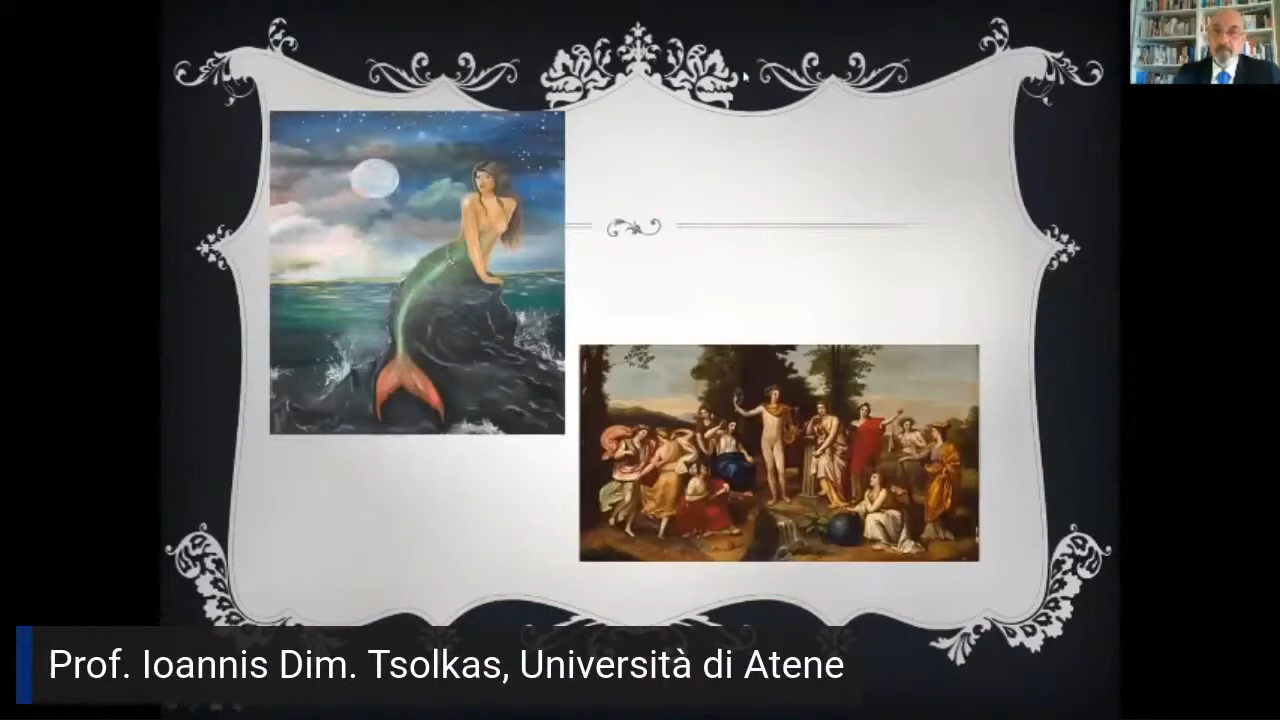 Prof. Ioannis Dim. Tsolkas, Università di Atene